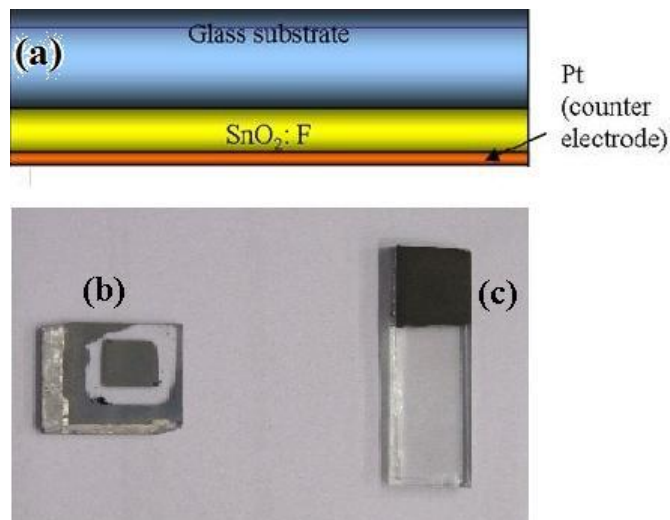 Glass substrate
(a)
Pt
(counter
electrode)
SnO₂: F
(b)
(c)